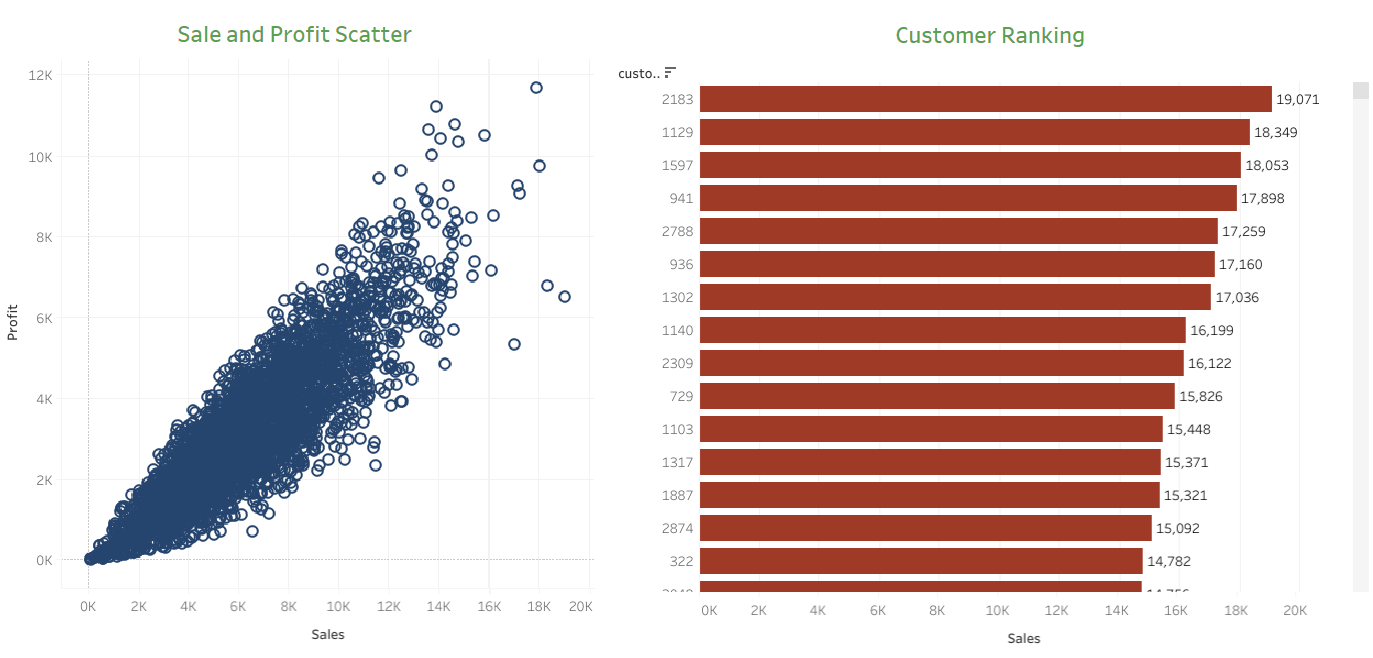 Sale and Profit Scatter
12K
10K
8K
6K
4K
2K
0K
Profit
0K 2K 4K 6K 8K 10K 12K 14K 16K 18K 20K
Sales
Customer Ranking
custo..
2183 19,071
1129 18,349
1597 18,053
941 17,898
2788 17,259
936 17,160
1302 17,036
1140 16,199
2309 16,122
729 15,826
1103 15,448
1317 15,371
1887 15,321
2874 15,092
322 14,782
0K 2K 4K 6K 8K 10K 12K 14K 16K 18K 20K
Sales